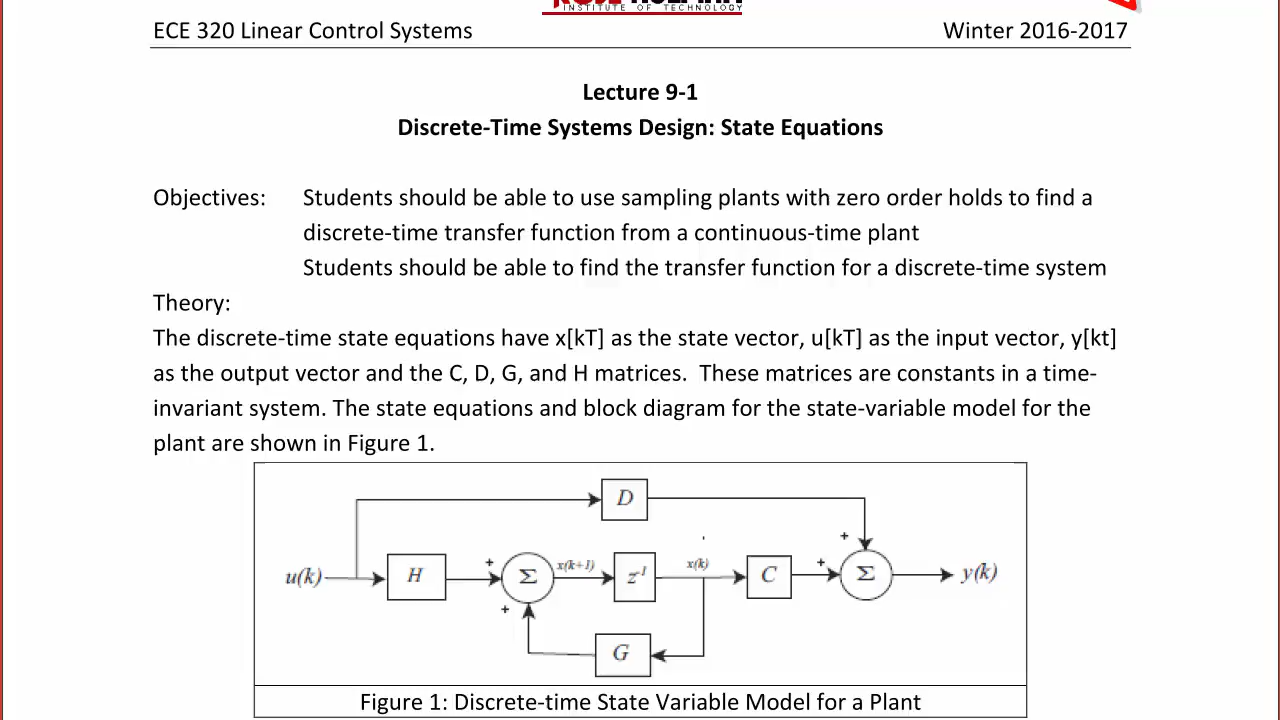 INSTITUTE OF TECHNOLOGY
ECE 320 Linear Control Systems Winter 2016-2017
Lecture 9-1
Discrete-Time Systems Design: State Equations
Objectives: Students should be able to use sampling plants with zero order holds to find a
discrete-time transfer function from a continuous-time plant
Students should be able to find the transfer function for a discrete-time system
Theory:
The discrete-time state equations have x[kT] as the state vector, u[kT] as the input vector, y[kt]
as the output vector and the C, D, G, and H matrices. These matrices are constants in a time-
invariant system. The state equations and block diagram for the state-variable model for the
plant are shown in Figure 1.
D
u(k) H + Σ x(k+1) z⁻¹ x(k) C + + Σ y(k)
+
G
Figure 1: Discrete-time State Variable Model for a Plant